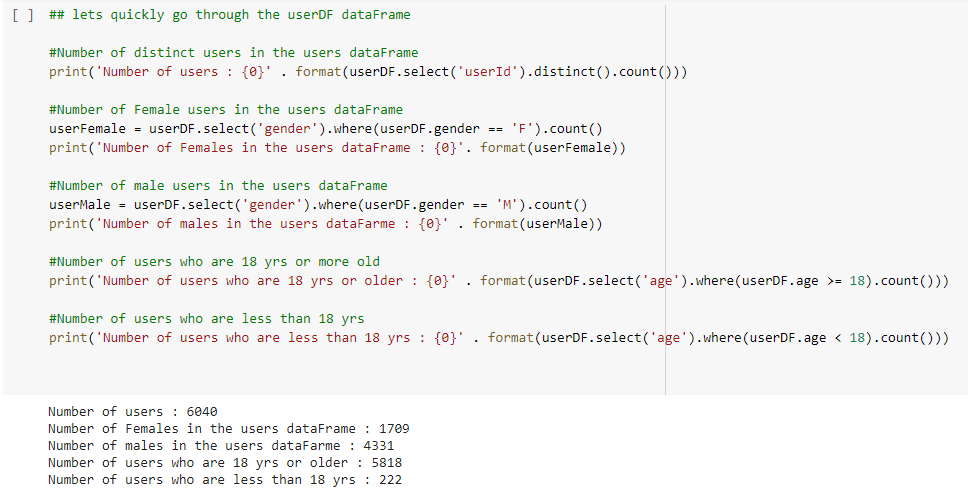 [ ] ## lets quickly go through the userDF dataFrame
#Number of distinct users in the users dataFrame
print('Number of users : {0}' . format(userDF.select('userId').distinct().count()))
#Number of Female users in the users dataFrame
userFemale = userDF.select('gender').where(userDF.gender == 'F').count()
print('Number of Females in the users dataFrame : {0}'. format(userFemale))
#Number of male users in the users dataFrame
userMale = userDF.select('gender').where(userDF.gender == 'M').count()
print('Number of males in the users dataFarme : {0}' . format(userMale))
#Number of users who are 18 yrs or more old
print('Number of users who are 18 yrs or older : {0}' . format(userDF.select('age').where(userDF.age >= 18).count()))
#Number of users who are less than 18 yrs
print('Number of users who are less than 18 yrs : {0}' . format(userDF.select('age').where(userDF.age < 18).count()))
Number of users : 6040
Number of Females in the users dataFrame : 1709
Number of males in the users dataFarme : 4331
Number of users who are 18 yrs or older : 5818
Number of users who are less than 18 yrs : 222